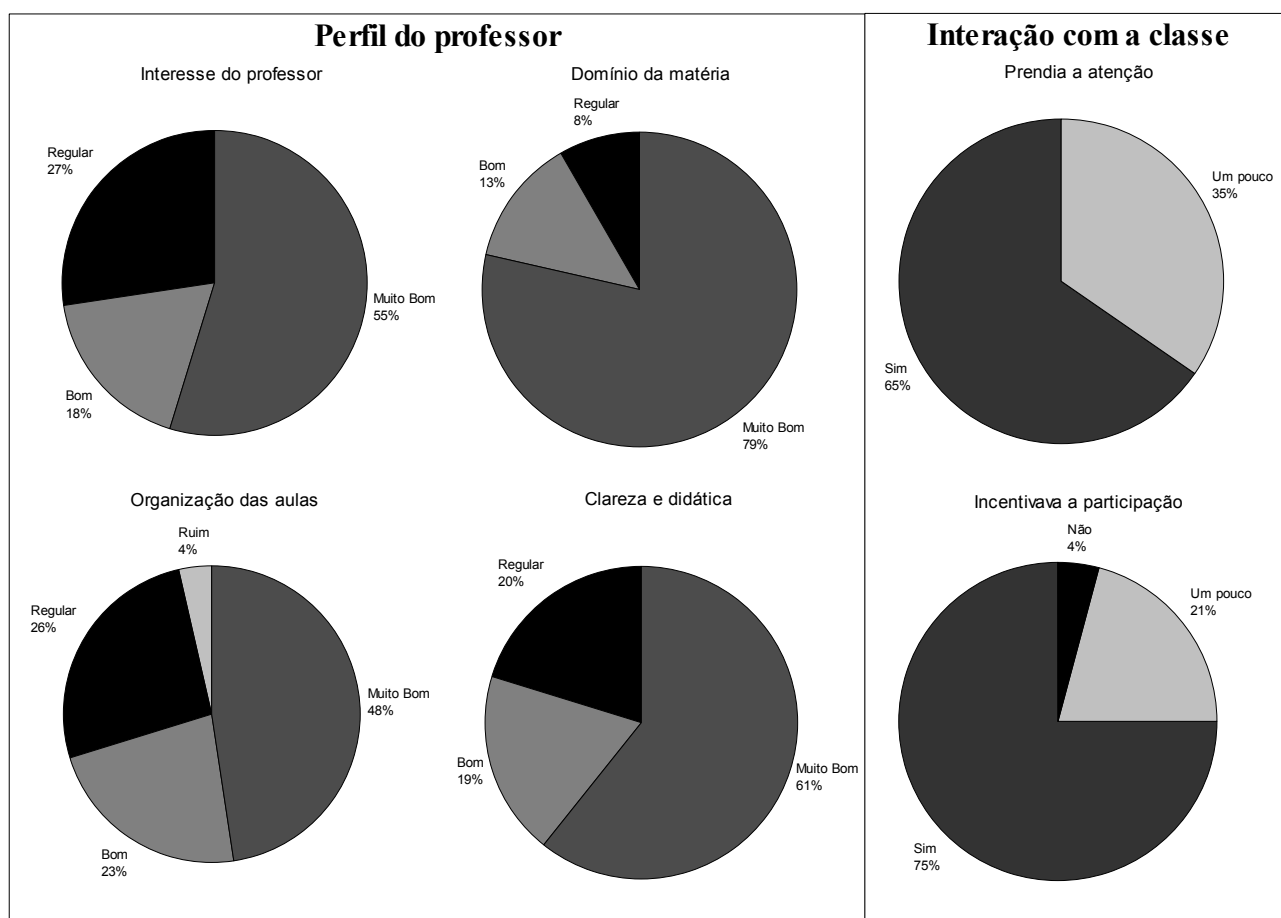 Perfil do professor
Interesse do professor
Regular
27%
Muito Bom
55%
Bom
18%
Domínio da matéria
Regular
8%
Bom
13%
Muito Bom
79%
Organização das aulas
Ruim
4%
Regular
26%
Muito Bom
48%
Bom
23%
Clareza e didática
Regular
20%
Bom
19%
Muito Bom
61%
Interação com a classe
Prendia a atenção
Um pouco
35%
Sim
65%
Incentivava a participação
Não
4%
Um pouco
21%
Sim
75%